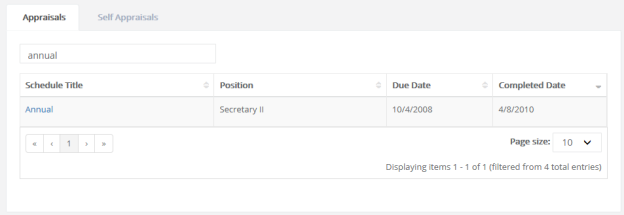 Appraisals Self Appraisals
annual
Schedule Title Position Due Date Completed Date
Annual Secretary II 10/4/2008 4/8/2010
« ‹ 1 › » Page size: 10
Displaying items 1 - 1 of 1 (filtered from 4 total entries)